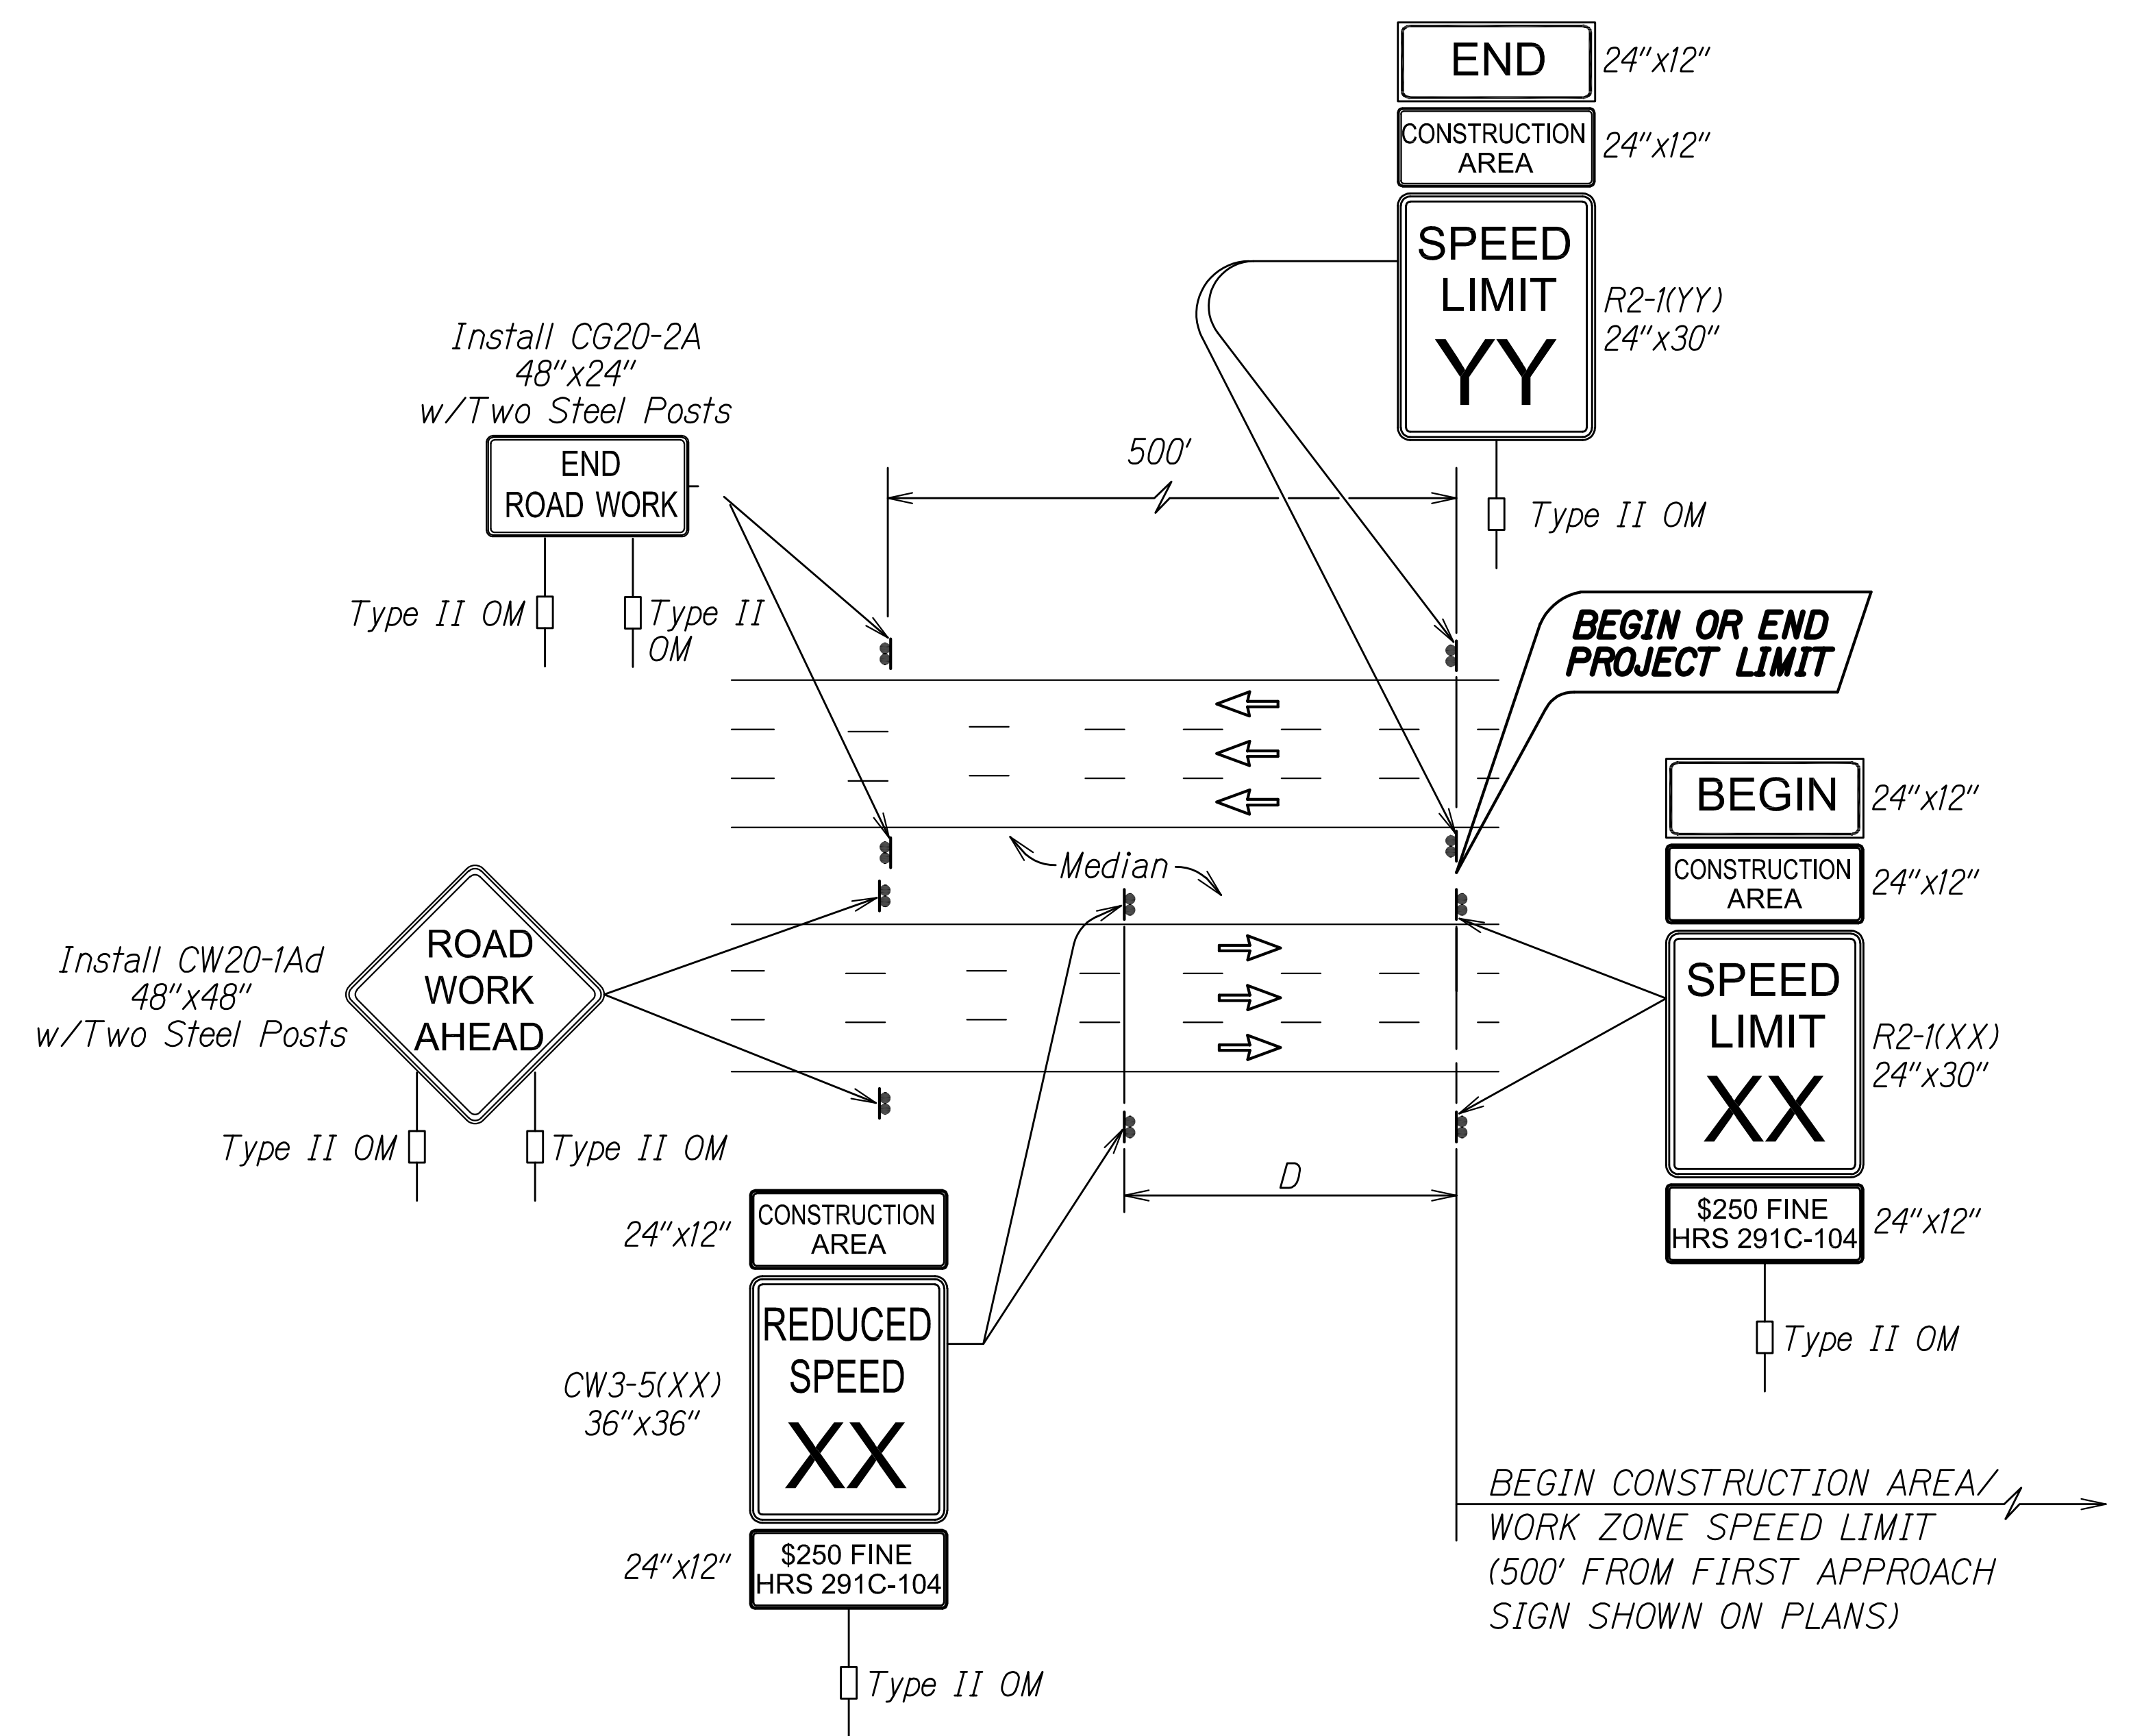 END
24"x12"
CONSTRUCTION
AREA
24"x12"
SPEED
LIMIT
YY
R2-1(YY)
24"x30"
Type II OM
Install CG20-2A
48"x24"
w/Two Steel Posts
END
ROAD WORK
Type II OM
Type II
OM
500'
BEGIN OR END
PROJECT LIMIT
Median
BEGIN
24"x12"
CONSTRUCTION
AREA
24"x12"
SPEED
LIMIT
XX
R2-1(XX)
24"x30"
$250 FINE
HRS 291C-104
24"x12"
Type II OM
Install CW20-1Ad
48"x48"
w/Two Steel Posts
ROAD
WORK
AHEAD
Type II OM
Type II OM
D
24"x12"
CONSTRUCTION
AREA
REDUCED
SPEED
XX
CW3-5(XX)
36"x36"
24"x12"
$250 FINE
HRS 291C-104
Type II OM
BEGIN CONSTRUCTION AREA/
WORK ZONE SPEED LIMIT
(500' FROM FIRST APPROACH
SIGN SHOWN ON PLANS)